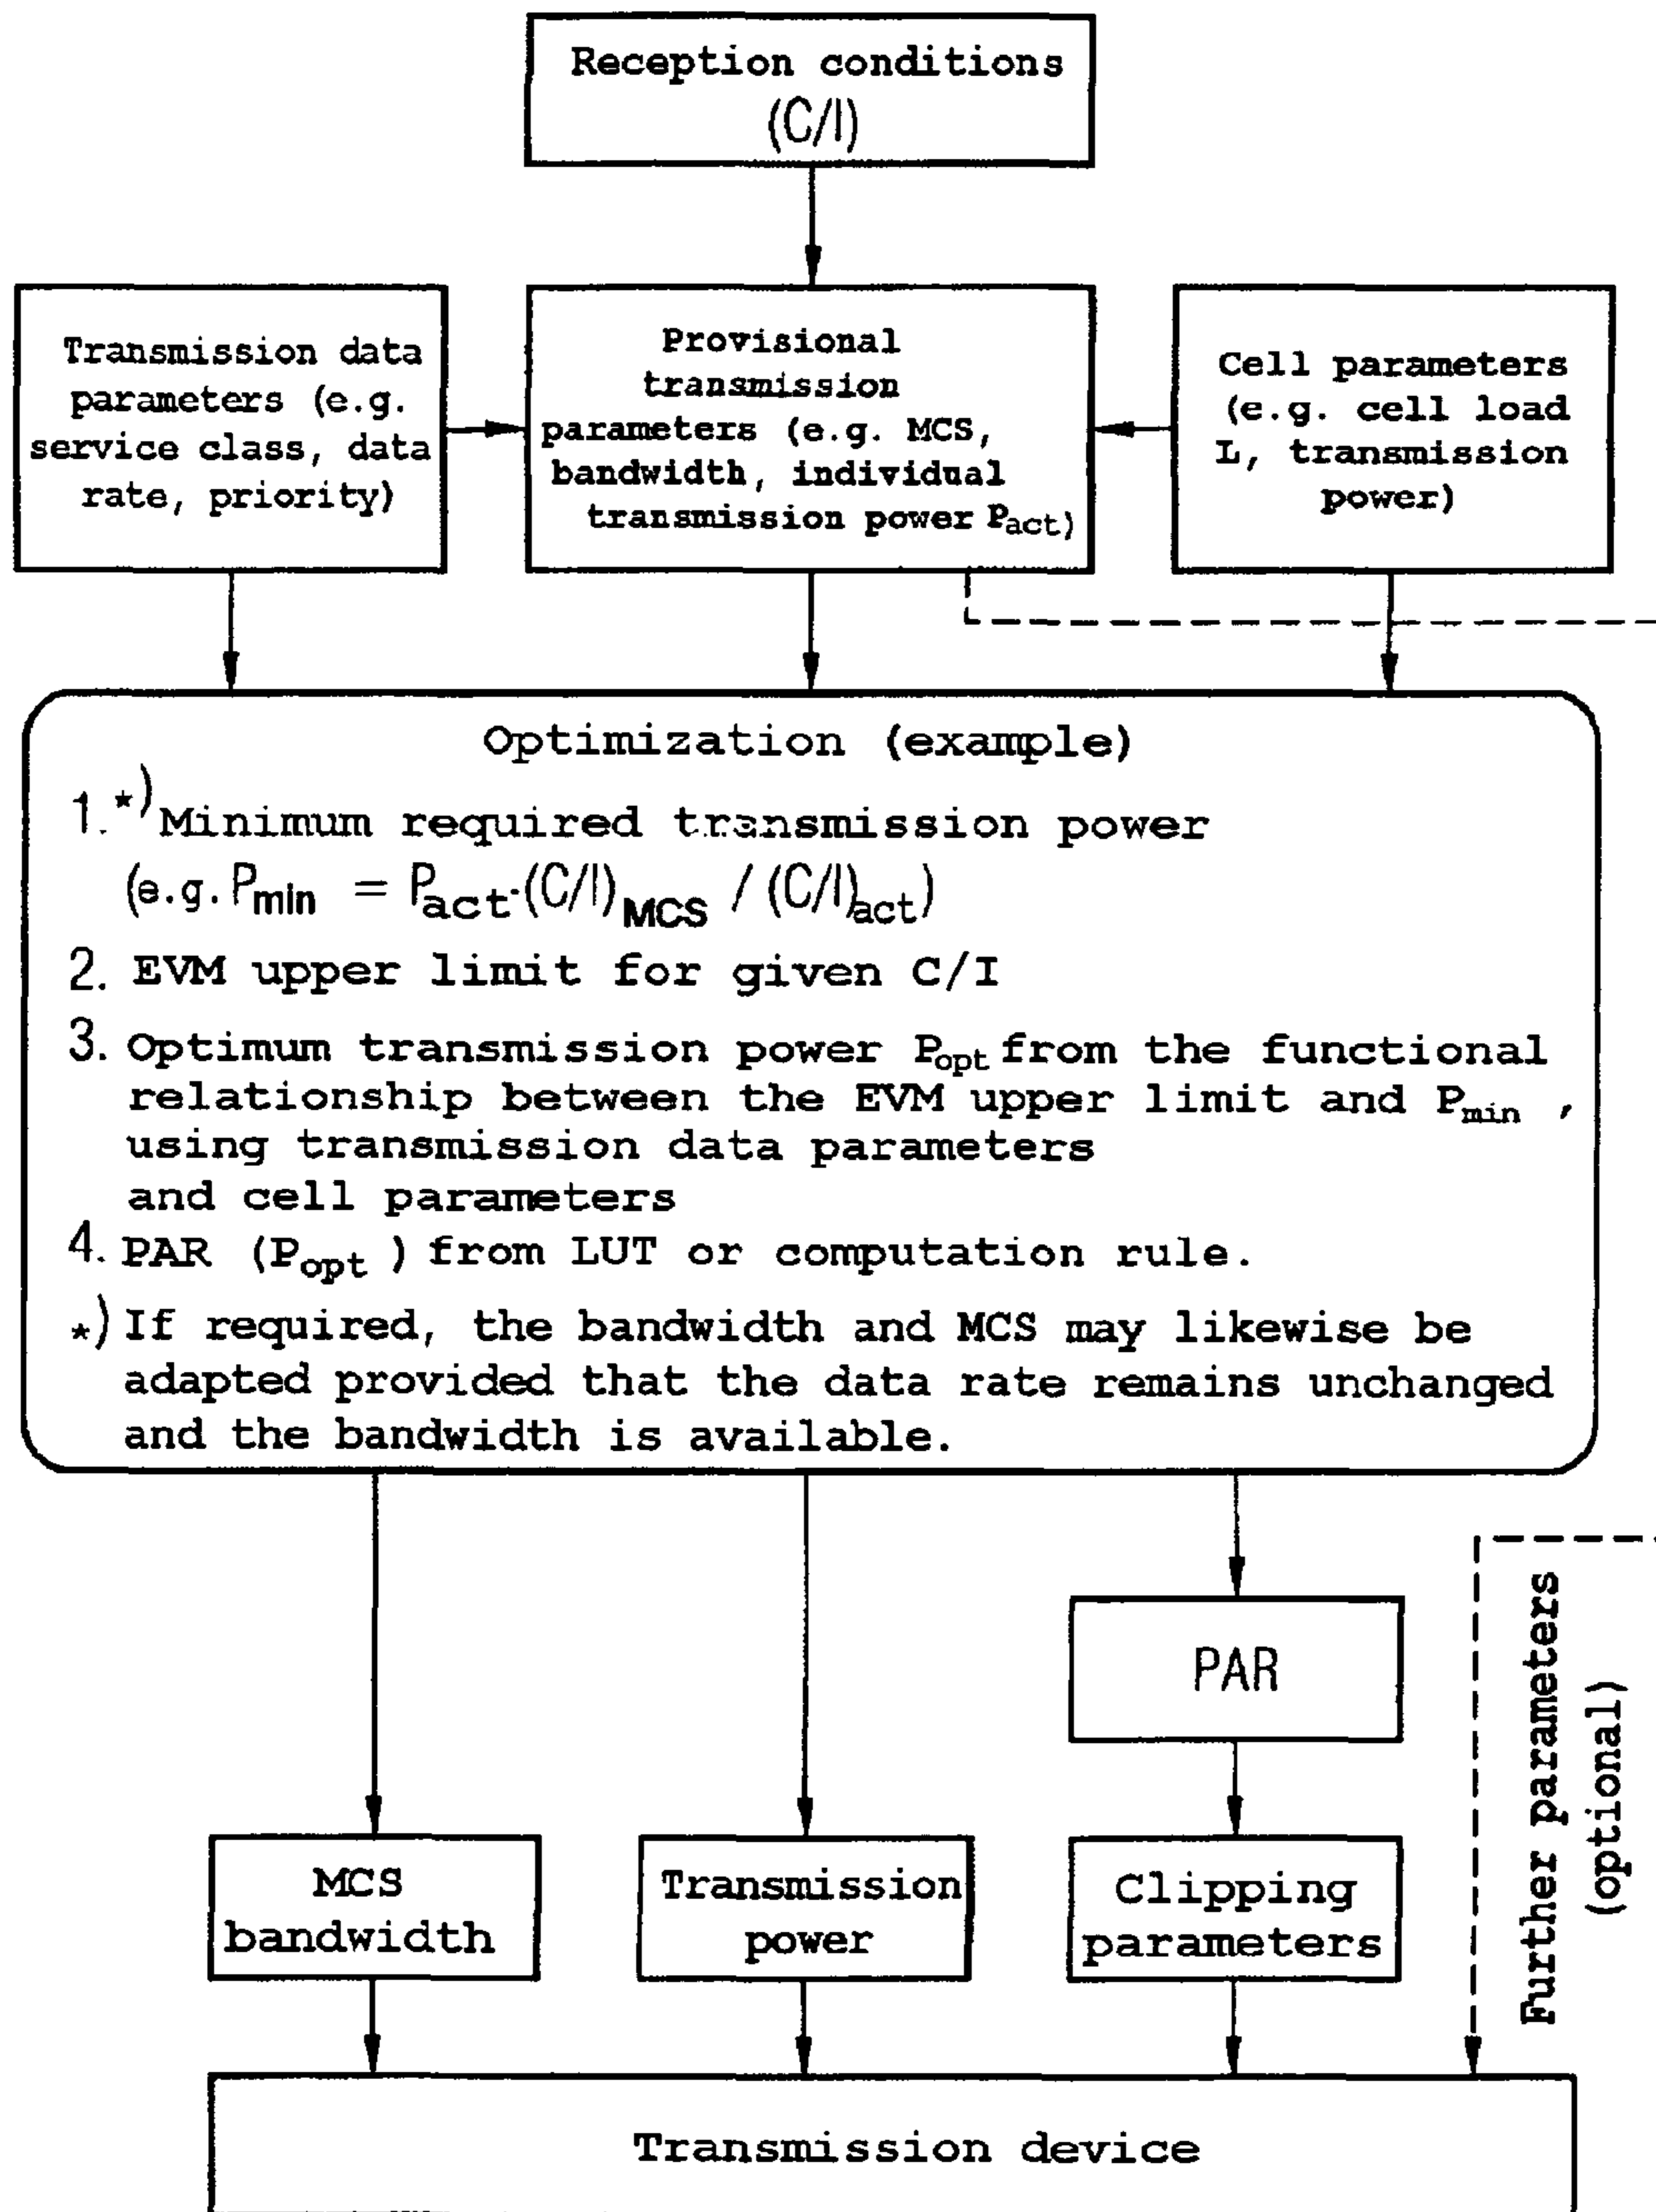 Reception conditions
(C/I)
Transmission data
parameters (e.g.
service class, data
rate, priority)
Provisional
transmission
parameters (e.g. MCS,
bandwidth, individual
transmission power Pact)
Cell parameters
(e.g. cell load
L, transmission
power)
Optimization (example)
1.*) Minimum required transmission power
(e.g. Pmin = Pact·(C/I)MCS / (C/I)act)
2. EVM upper limit for given C/I
3. Optimum transmission power Popt from the functional
relationship between the EVM upper limit and Pmin ,
using transmission data parameters
and cell parameters
4. PAR (Popt ) from LUT or computation rule.
*) If required, the bandwidth and MCS may likewise be
adapted provided that the data rate remains unchanged
and the bandwidth is available.
PAR
Further parameters
(optional)
MCS
bandwidth
Transmission
power
Clipping
parameters
Transmission device